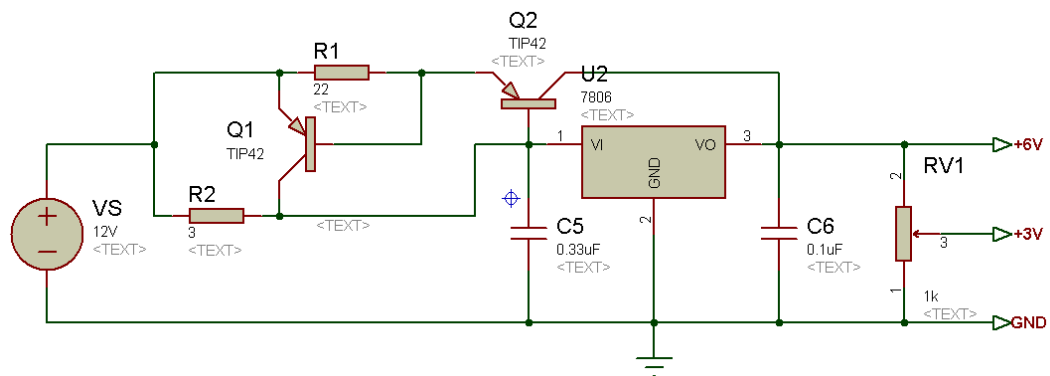 Q2
TIP42
<TEXT>
R1
22
<TEXT>
U2
7806
<TEXT>
Q1
TIP42
<TEXT>
1
VI
VO
3
GND
2
+6V
RV1
2
VS
12V
<TEXT>
R2
3
<TEXT>
<TEXT>
C5
0.33uF
<TEXT>
C6
0.1uF
<TEXT>
3
+3V
1
1k
<TEXT>
GND